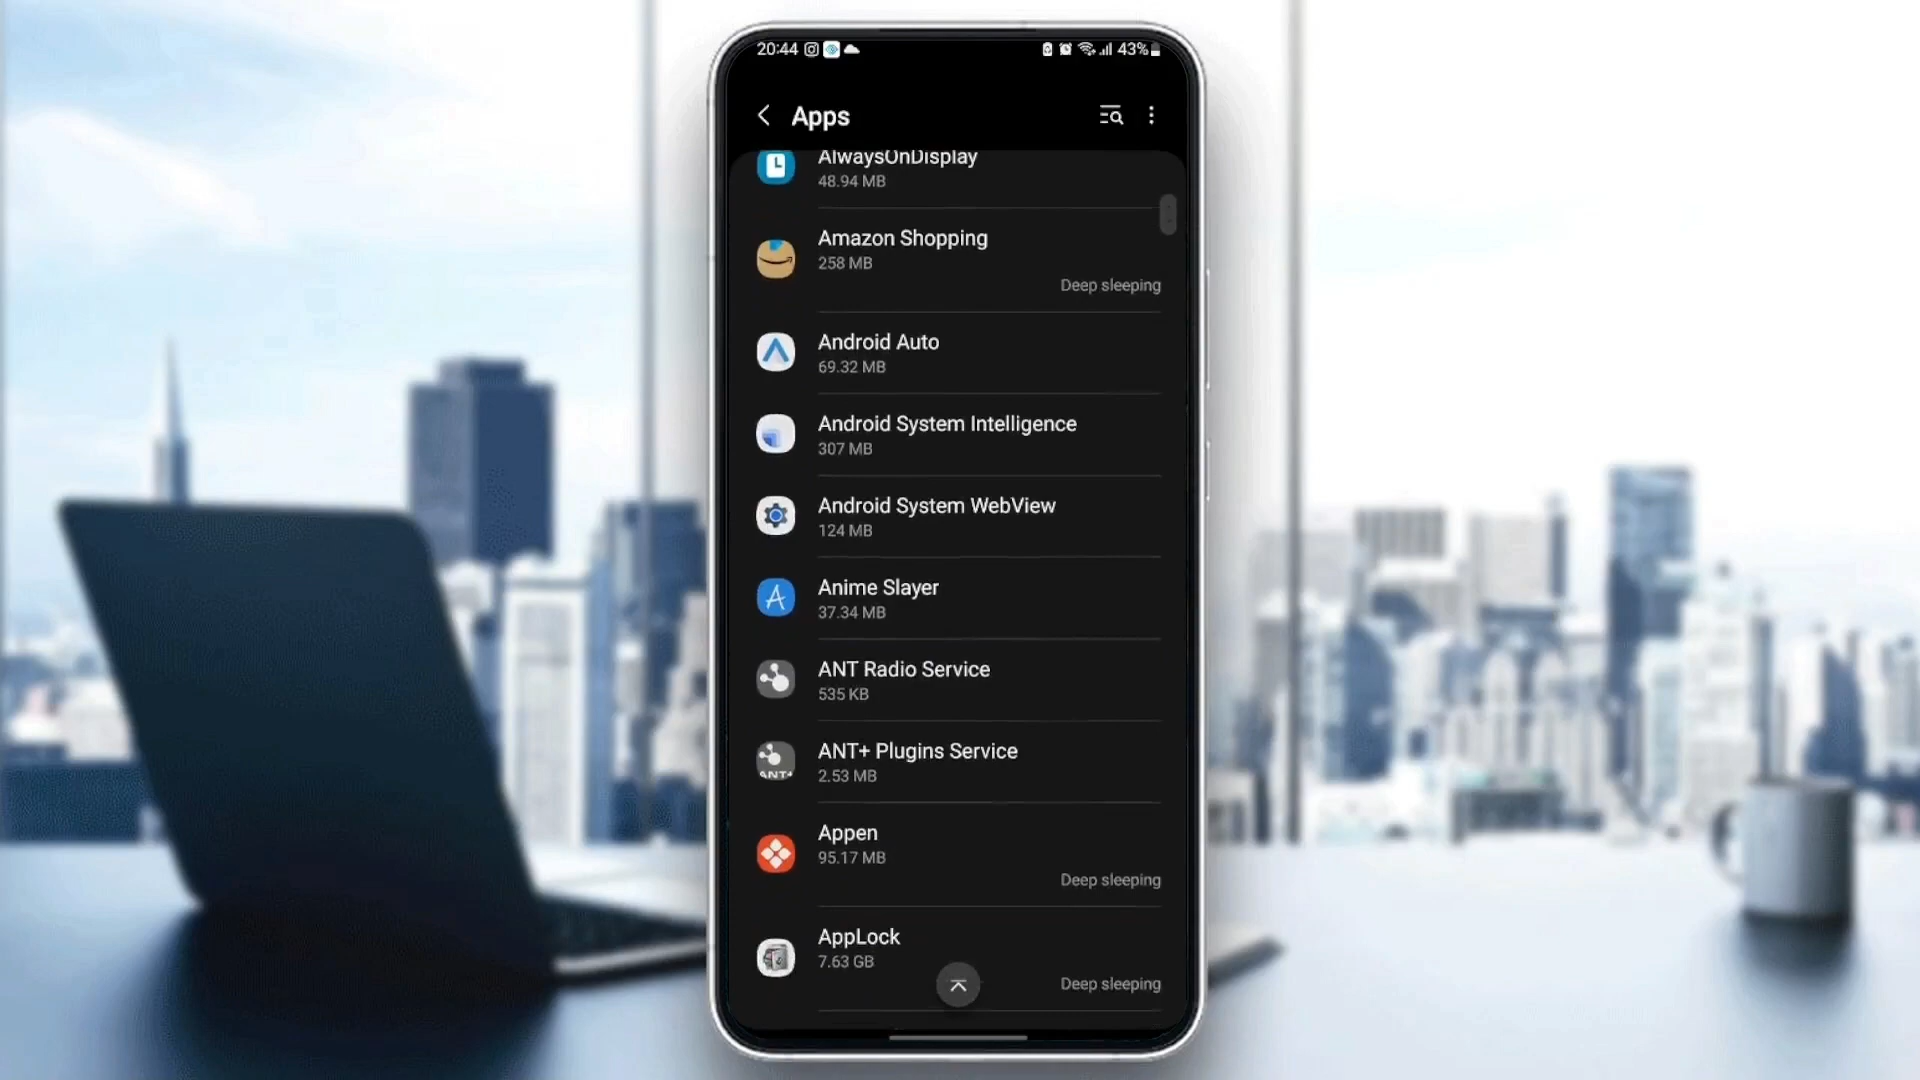 20:44 43%
Apps
AlwaysOnDisplay
48.94 MB
Amazon Shopping
258 MB
Deep sleeping
Android Auto
69.32 MB
Android System Intelligence
307 MB
Android System WebView
124 MB
Anime Slayer
37.34 MB
ANT Radio Service
535 KB
ANT+ Plugins Service
2.53 MB
ANT+
Appen
95.17 MB
Deep sleeping
AppLock
7.63 GB
Deep sleeping